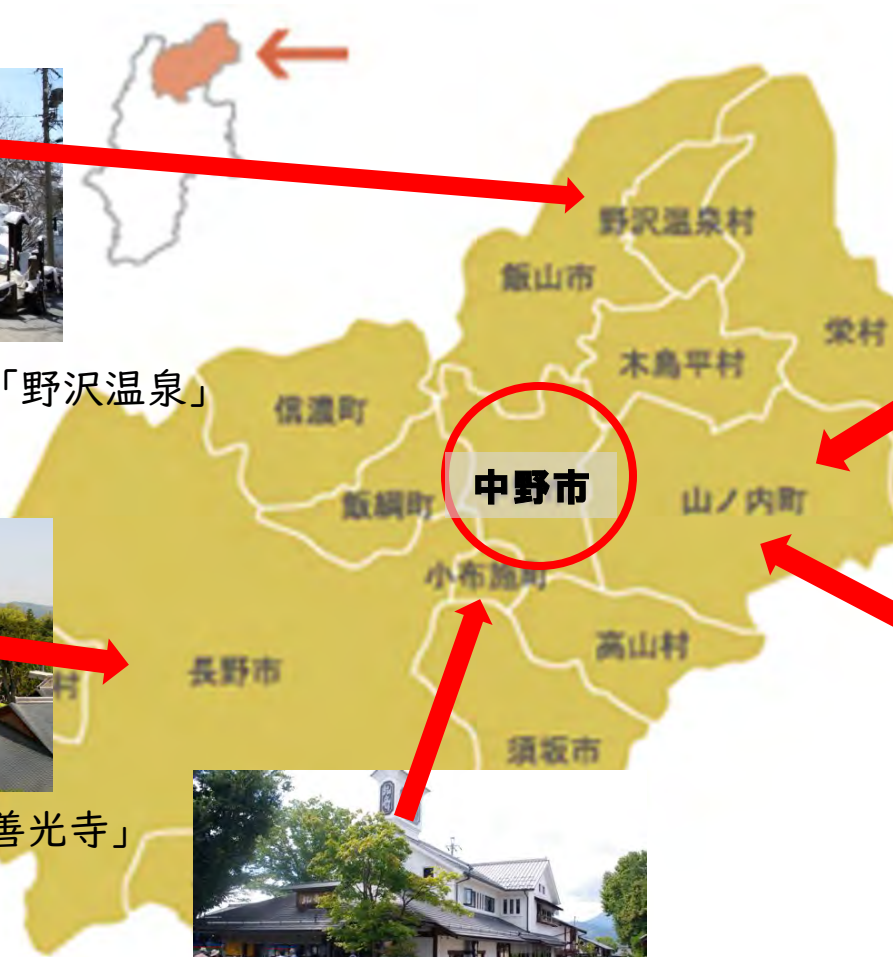 野沢温泉村
飯山市
栄村
木島平村
「野沢温泉」
信濃町
中野市
飯綱町
山ノ内町
小布施町
高山村
長野市
村
須坂市
善光寺」